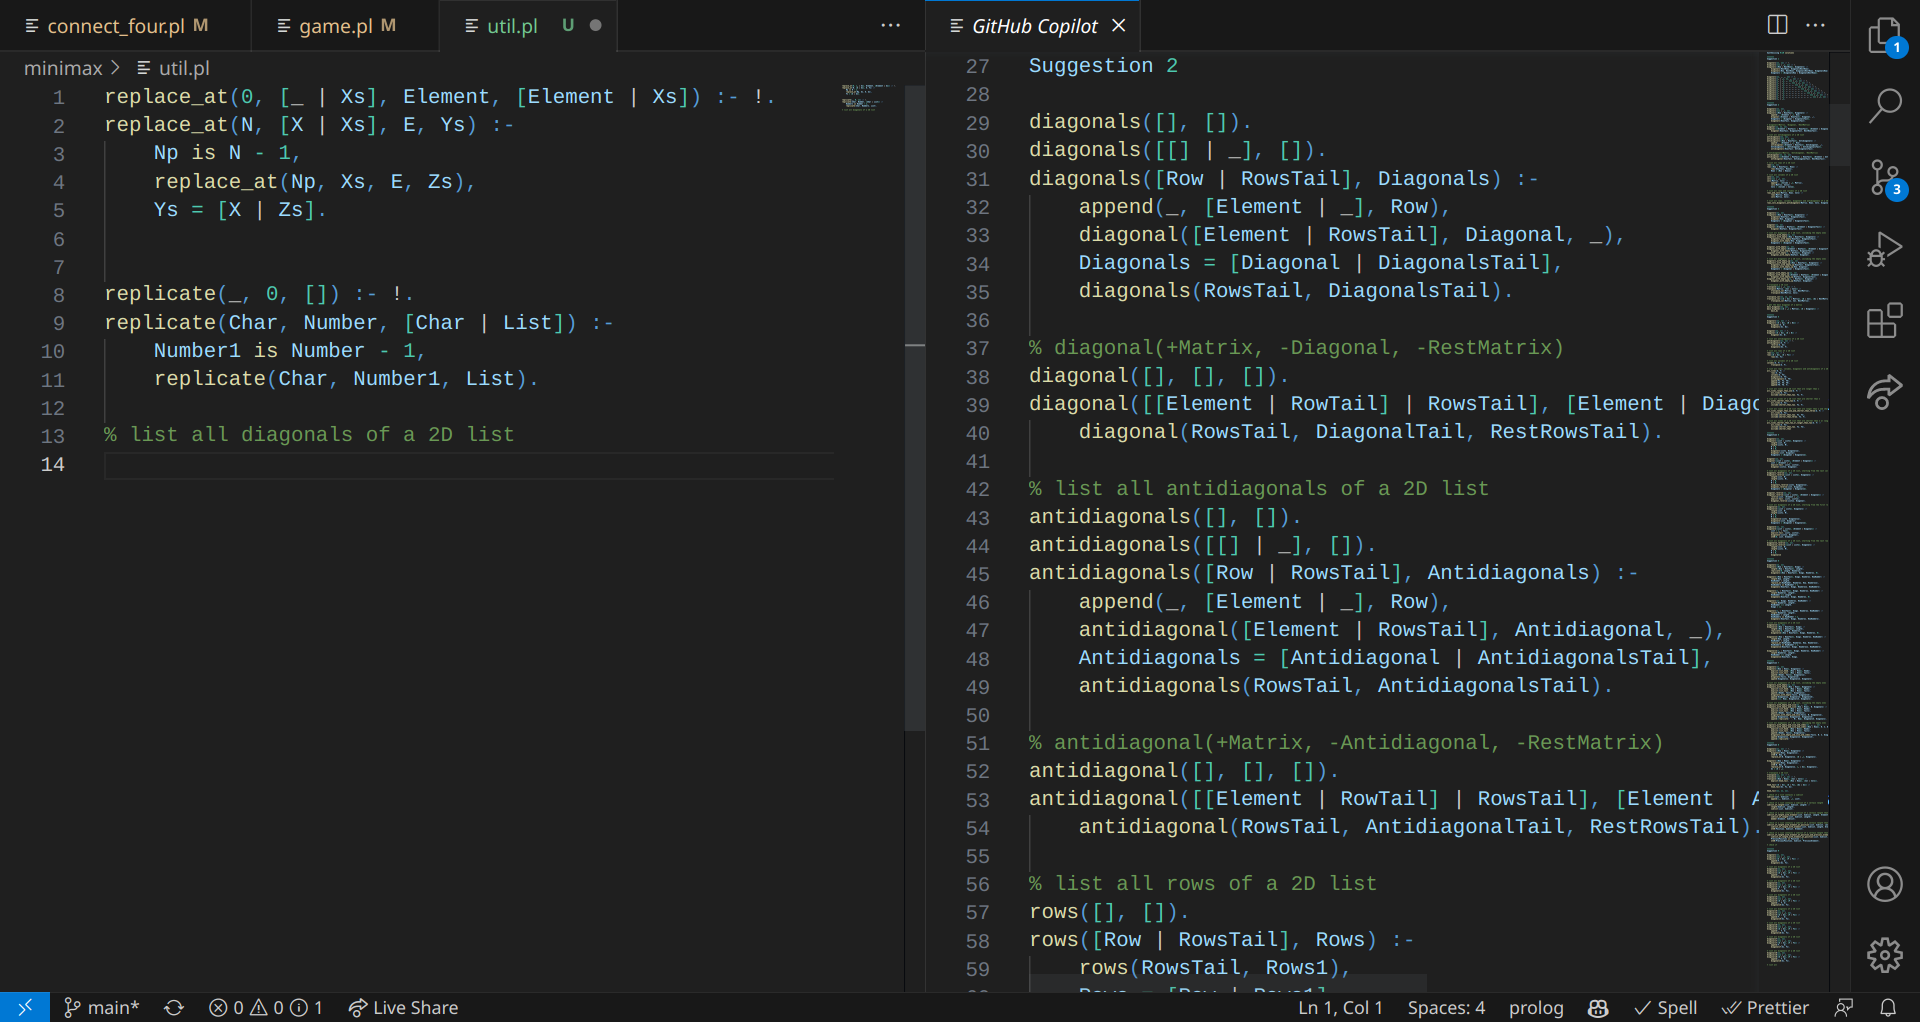 connect_four.pl M
game.pl M
util.pl U
minimax > util.pl
1 replace_at(0, [_ | Xs], Element, [Element | Xs]) :- !.
2 replace_at(N, [X | Xs], E, Ys) :-
3 Np is N - 1,
4 replace_at(Np, Xs, E, Zs),
5 Ys = [X | Zs].
6
7
8 replicate(_, 0, []) :- !.
9 replicate(Char, Number, [Char | List]) :-
10 Number1 is Number - 1,
11 replicate(Char, Number1, List).
12
13 % list all diagonals of a 2D list
14
GitHub Copilot
27 Suggestion 2
28
29 diagonals([], []).
30 diagonals([[] | _], []).
31 diagonals([Row | RowsTail], Diagonals) :-
32 append(_, [Element | _], Row),
33 diagonal([Element | RowsTail], Diagonal, _),
34 Diagonals = [Diagonal | DiagonalsTail],
35 diagonals(RowsTail, DiagonalsTail).
36
37 % diagonal(+Matrix, -Diagonal, -RestMatrix)
38 diagonal([], [], []).
39 diagonal([[Element | RowTail] | RowsTail], [Element | Diago
40 diagonal(RowsTail, DiagonalTail, RestRowsTail).
41
42 % list all antidiagonals of a 2D list
43 antidiagonals([], []).
44 antidiagonals([[] | _], []).
45 antidiagonals([Row | RowsTail], Antidiagonals) :-
46 append(_, [Element | _], Row),
47 antidiagonal([Element | RowsTail], Antidiagonal, _),
48 Antidiagonals = [Antidiagonal | AntidiagonalsTail],
49 antidiagonals(RowsTail, AntidiagonalsTail).
50
51 % antidiagonal(+Matrix, -Antidiagonal, -RestMatrix)
52 antidiagonal([], [], []).
53 antidiagonal([[Element | RowTail] | RowsTail], [Element | A
54 antidiagonal(RowsTail, AntidiagonalTail, RestRowsTail).
55
56 % list all rows of a 2D list
57 rows([], []).
58 rows([Row | RowsTail], Rows) :-
59 rows(RowsTail, Rows1),
1
3
main*
0 0 1
Live Share
Ln 1, Col 1
Spaces: 4
prolog
Spell
Prettier